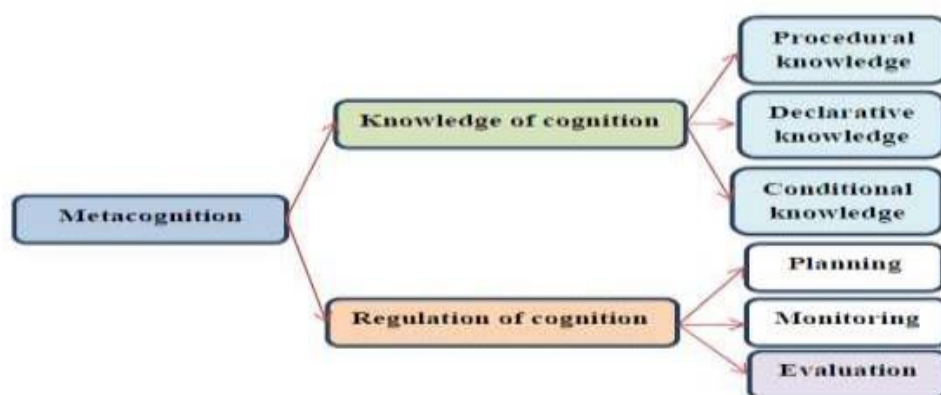 Metacognition
Knowledge of cognition
Procedural
knowledge
Declarative
knowledge
Conditional
knowledge
Regulation of cognition
Planning
Monitoring
Evaluation